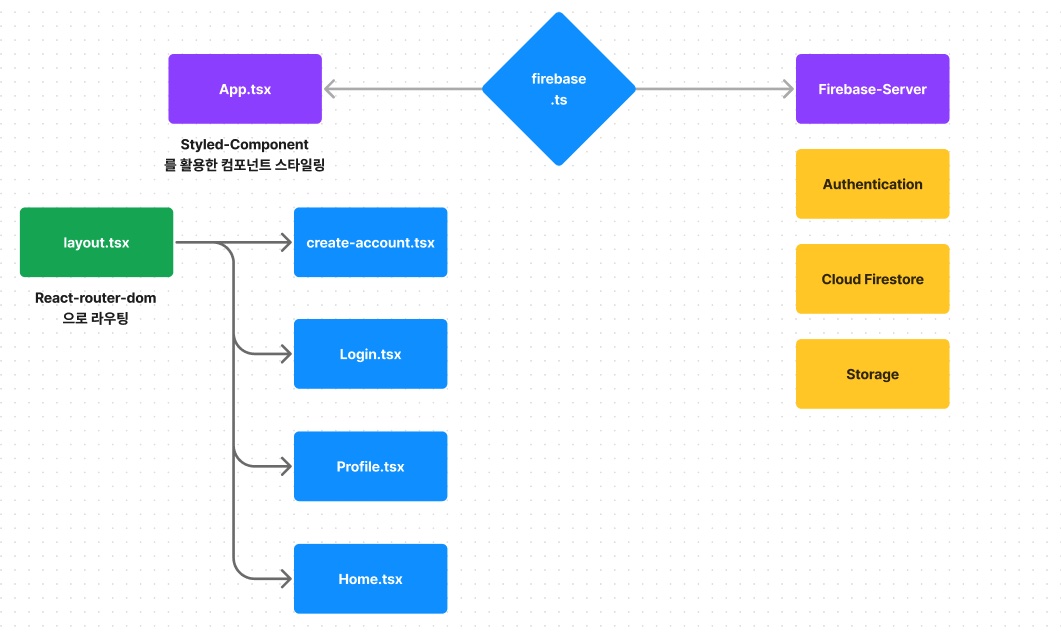 firebase
.ts
App.tsx
Firebase-Server
Styled-Component
를 활용한 컴포넌트 스타일링
Authentication
layout.tsx
create-account.tsx
Cloud Firestore
React-router-dom
으로 라우팅
Login.tsx
Storage
Profile.tsx
Home.tsx